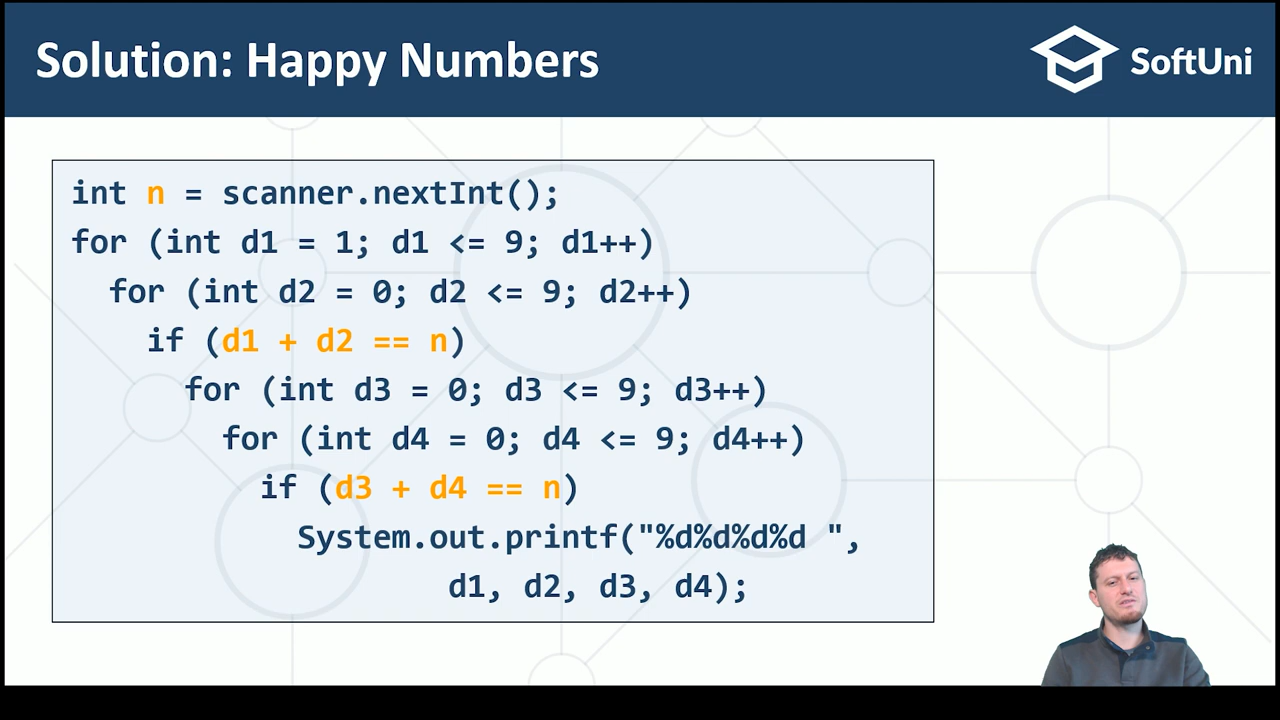 Solution: Happy Numbers
SoftUni
int n = scanner.nextInt();
for (int d1 = 1; d1 <= 9; d1++)
for (int d2 = 0; d2 <= 9; d2++)
if (d1 + d2 == n)
for (int d3 = 0; d3 <= 9; d3++)
for (int d4 = 0; d4 <= 9; d4++)
if (d3 + d4 == n)
System.out.printf("%d%d%d%d ",
d1, d2, d3, d4);